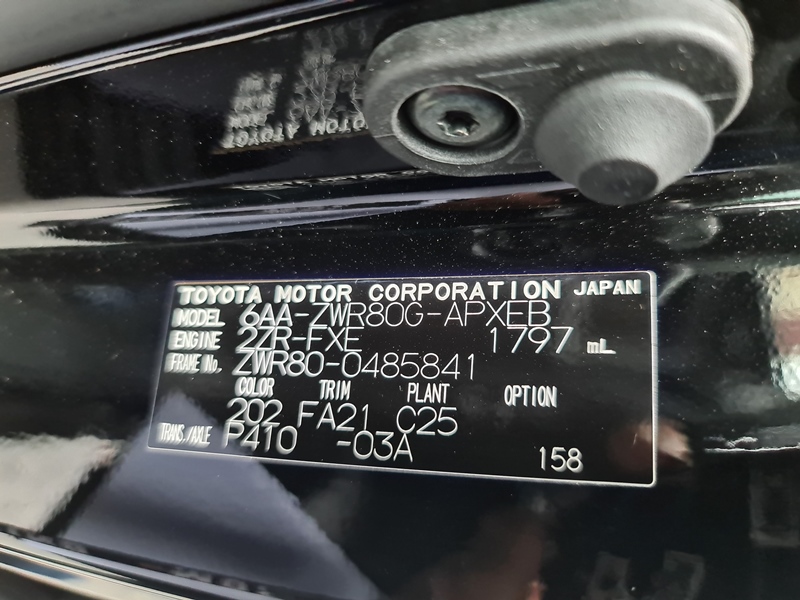 TOYOTA MOTOR CORPORATION JAPAN
MODEL 6AA-ZWR80G-APXEB
ENGINE 2ZR-FXE 1797 mL
FRAME No. ZWR80-0485841
COLOR TRIM PLANT OPTION
202 FA21 C25
TRANS./AXLE P410 -03A 158